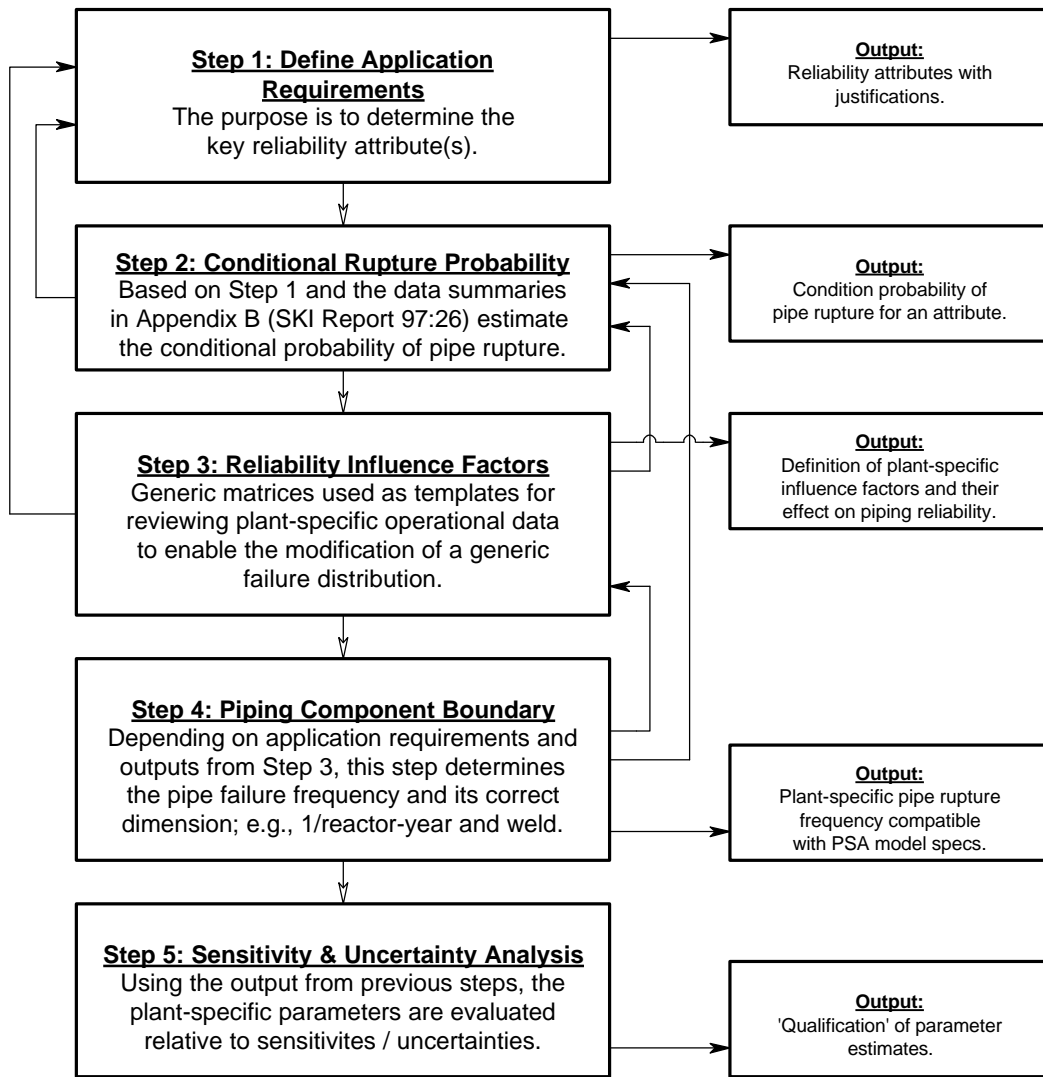 Step 1: Define Application
Requirements
The purpose is to determine the
key reliability attribute(s).
Output:
Reliability attributes with
justifications.
Step 2: Conditional Rupture Probability
Based on Step 1 and the data summaries
in Appendix B (SKI Report 97:26) estimate
the conditional probability of pipe rupture.
Output:
Condition probability of
pipe rupture for an attribute.
Step 3: Reliability Influence Factors
Generic matrices used as templates for
reviewing plant-specific operational data
to enable the modification of a generic
failure distribution.
Output:
Definition of plant-specific
influence factors and their
effect on piping reliability.
Step 4: Piping Component Boundary
Depending on application requirements and
outputs from Step 3, this step determines
the pipe failure frequency and its correct
dimension; e.g., 1/reactor-year and weld.
Output:
Plant-specific pipe rupture
frequency compatible
with PSA model specs.
Step 5: Sensitivity & Uncertainty Analysis
Using the output from previous steps, the
plant-specific parameters are evaluated
relative to sensitivites / uncertainties.
Output:
'Qualification' of parameter
estimates.